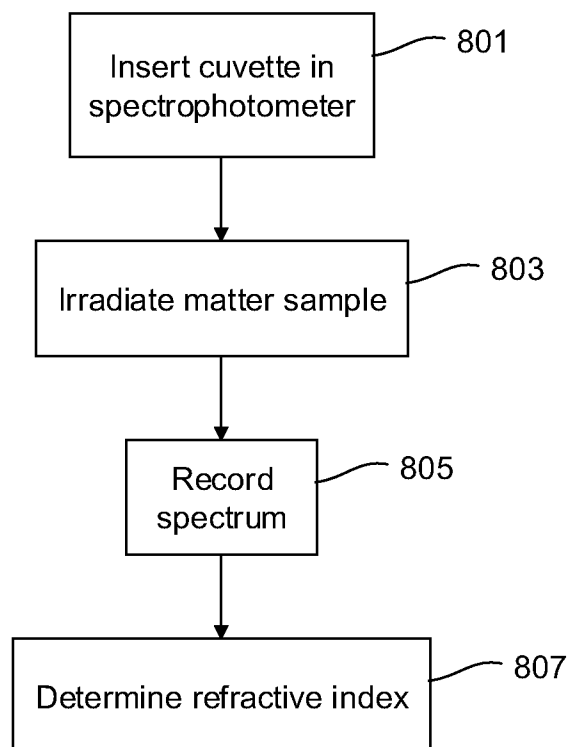 Insert cuvette in
spectrophotometer
801
Irradiate matter sample
803
Record
spectrum
805
Determine refractive index
807